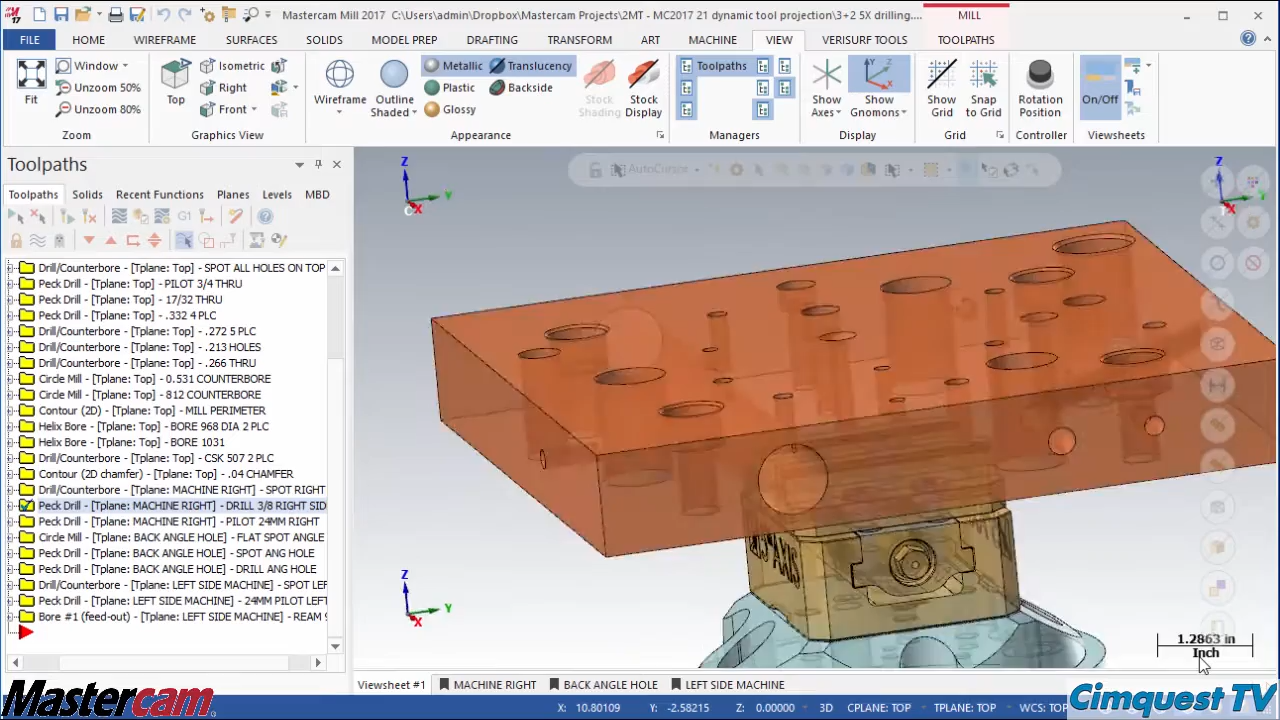 Mastercam Mill 2017 C:\Users\admin\Dropbox\Mastercam Projects\2MT - MC2017 21 dynamic tool projection\3+2 5X drilling....
MILL
FILE HOME WIREFRAME SURFACES SOLIDS MODEL PREP DRAFTING TRANSFORM ART MACHINE VIEW VERISURF TOOLS TOOLPATHS
Window
Unzoom 50%
Unzoom 80%
Fit
Zoom
Top
Isometric
Right
Front
Graphics View
Wireframe
Outline Shaded
Metallic Translucency
Plastic Backside
Glossy
Stock Shading
Stock Display
Appearance
Toolpaths
Managers
Show Axes
Show Gnomons
Display
Show Grid
Snap to Grid
Grid
Rotation Position
Controller
On/Off
Viewsheets
Toolpaths
Toolpaths Solids Recent Functions Planes Levels MBD
G1
Drill/Counterbore - [Tplane: Top] - SPOT ALL HOLES ON TOP
Peck Drill - [Tplane: Top] - PILOT 3/4 THRU
Peck Drill - [Tplane: Top] - 17/32 THRU
Peck Drill - [Tplane: Top] - .332 4 PLC
Drill/Counterbore - [Tplane: Top] - .272 5 PLC
Drill/Counterbore - [Tplane: Top] - .213 HOLES
Drill/Counterbore - [Tplane: Top] - .266 THRU
Circle Mill - [Tplane: Top] - 0.531 COUNTERBORE
Circle Mill - [Tplane: Top] - 812 COUNTERBORE
Contour (2D) - [Tplane: Top] - MILL PERIMETER
Helix Bore - [Tplane: Top] - BORE 968 DIA 2 PLC
Helix Bore - [Tplane: Top] - BORE 1031
Drill/Counterbore - [Tplane: Top] - CSK 507 2 PLC
Contour (2D chamfer) - [Tplane: Top] - .04 CHAMFER
Drill/Counterbore - [Tplane: MACHINE RIGHT] - SPOT RIGHT
Peck Drill - [Tplane: MACHINE RIGHT] - DRILL 3/8 RIGHT SID
Peck Drill - [Tplane: MACHINE RIGHT] - PILOT 24MM RIGHT
Circle Mill - [Tplane: BACK ANGLE HOLE] - FLAT SPOT ANGLE
Peck Drill - [Tplane: BACK ANGLE HOLE] - SPOT ANG HOLE
Peck Drill - [Tplane: BACK ANGLE HOLE] - DRILL ANG HOLE
Drill/Counterbore - [Tplane: LEFT SIDE MACHINE] - SPOT LEF
Peck Drill - [Tplane: LEFT SIDE MACHINE] - 24MM PILOT LEFT
Bore #1 (feed-out) - [Tplane: LEFT SIDE MACHINE] - REAM
AutoCursor
Z
Y
C X
Z
Y
T X
Z
Y
X
AXIS
1.2863 in
Inch
Viewsheet #1 MACHINE RIGHT BACK ANGLE HOLE LEFT SIDE MACHINE
X: 10.80109 Y: -2.58215 Z: 0.00000 3D CPLANE: TOP TPLANE: TOP WCS: TOP
Mastercam.
Cimquest TV